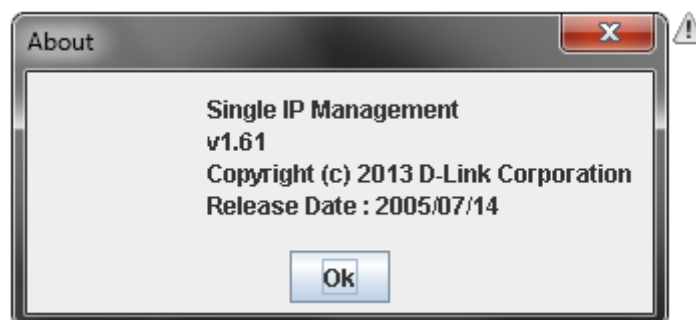 About
Single IP Management
v1.61
Copyright (c) 2013 D-Link Corporation
Release Date : 2005/07/14
Ok